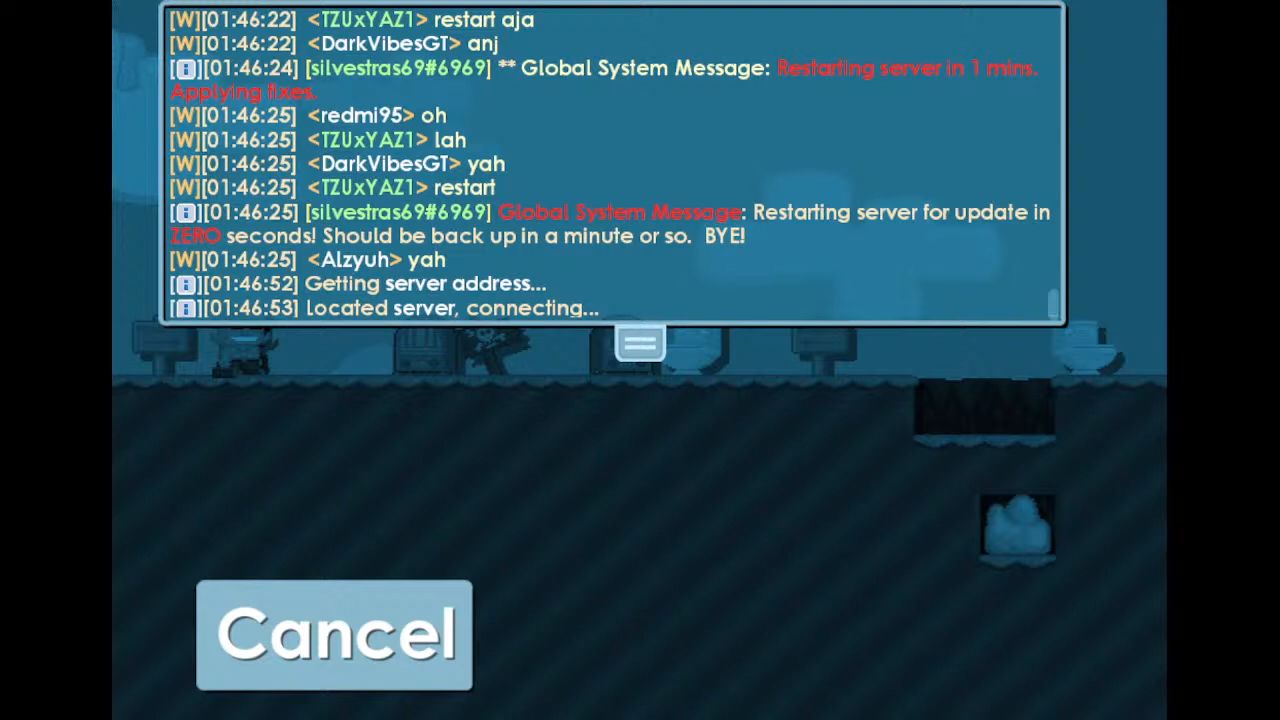 [W][01:46:22] <TZUxYAZ1> restart aja
[W][01:46:22] <DarkVibesGT> anj
[i][01:46:24] [silvestras69#6969] ** Global System Message: Restarting server in 1 mins.
Applying fixes.
[W][01:46:25] <redmi95> oh
[W][01:46:25] <TZUxYAZ1> lah
[W][01:46:25] <DarkVibesGT> yah
[W][01:46:25] <TZUxYAZ1> restart
[i][01:46:25] [silvestras69#6969] Global System Message: Restarting server for update in
ZERO seconds! Should be back up in a minute or so.  BYE!
[W][01:46:25] <Alzyuh> yah
[i][01:46:52] Getting server address...
[i][01:46:53] Located server, connecting...
Cancel